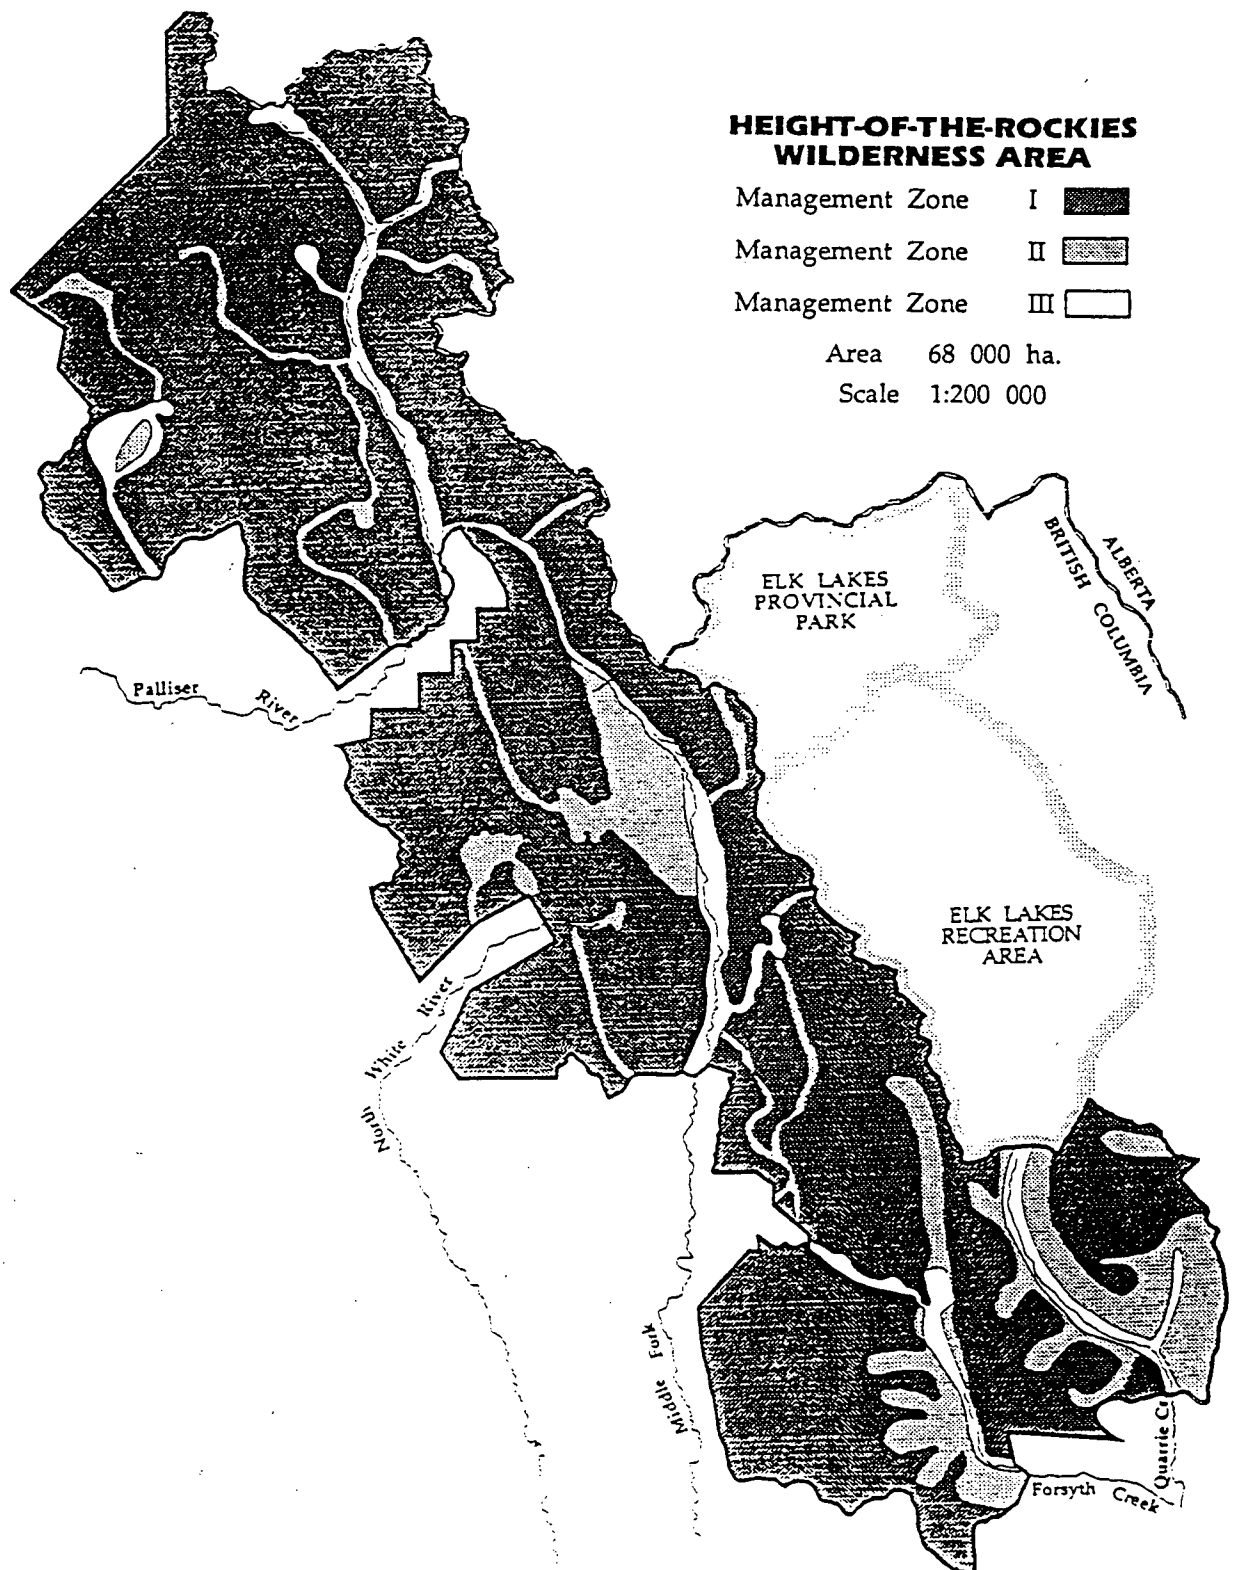 HEIGHT-OF-THE-ROCKIES
WILDERNESS AREA
Management Zone I
Management Zone II
Management Zone III
Area 68 000 ha.
Scale 1:200 000
ELK LAKES
PROVINCIAL
PARK
ALBERTA
BRITISH COLUMBIA
Palliser River
ELK LAKES
RECREATION
AREA
North White River
Middle Fork
Quarrie Cr
Forsyth Creek